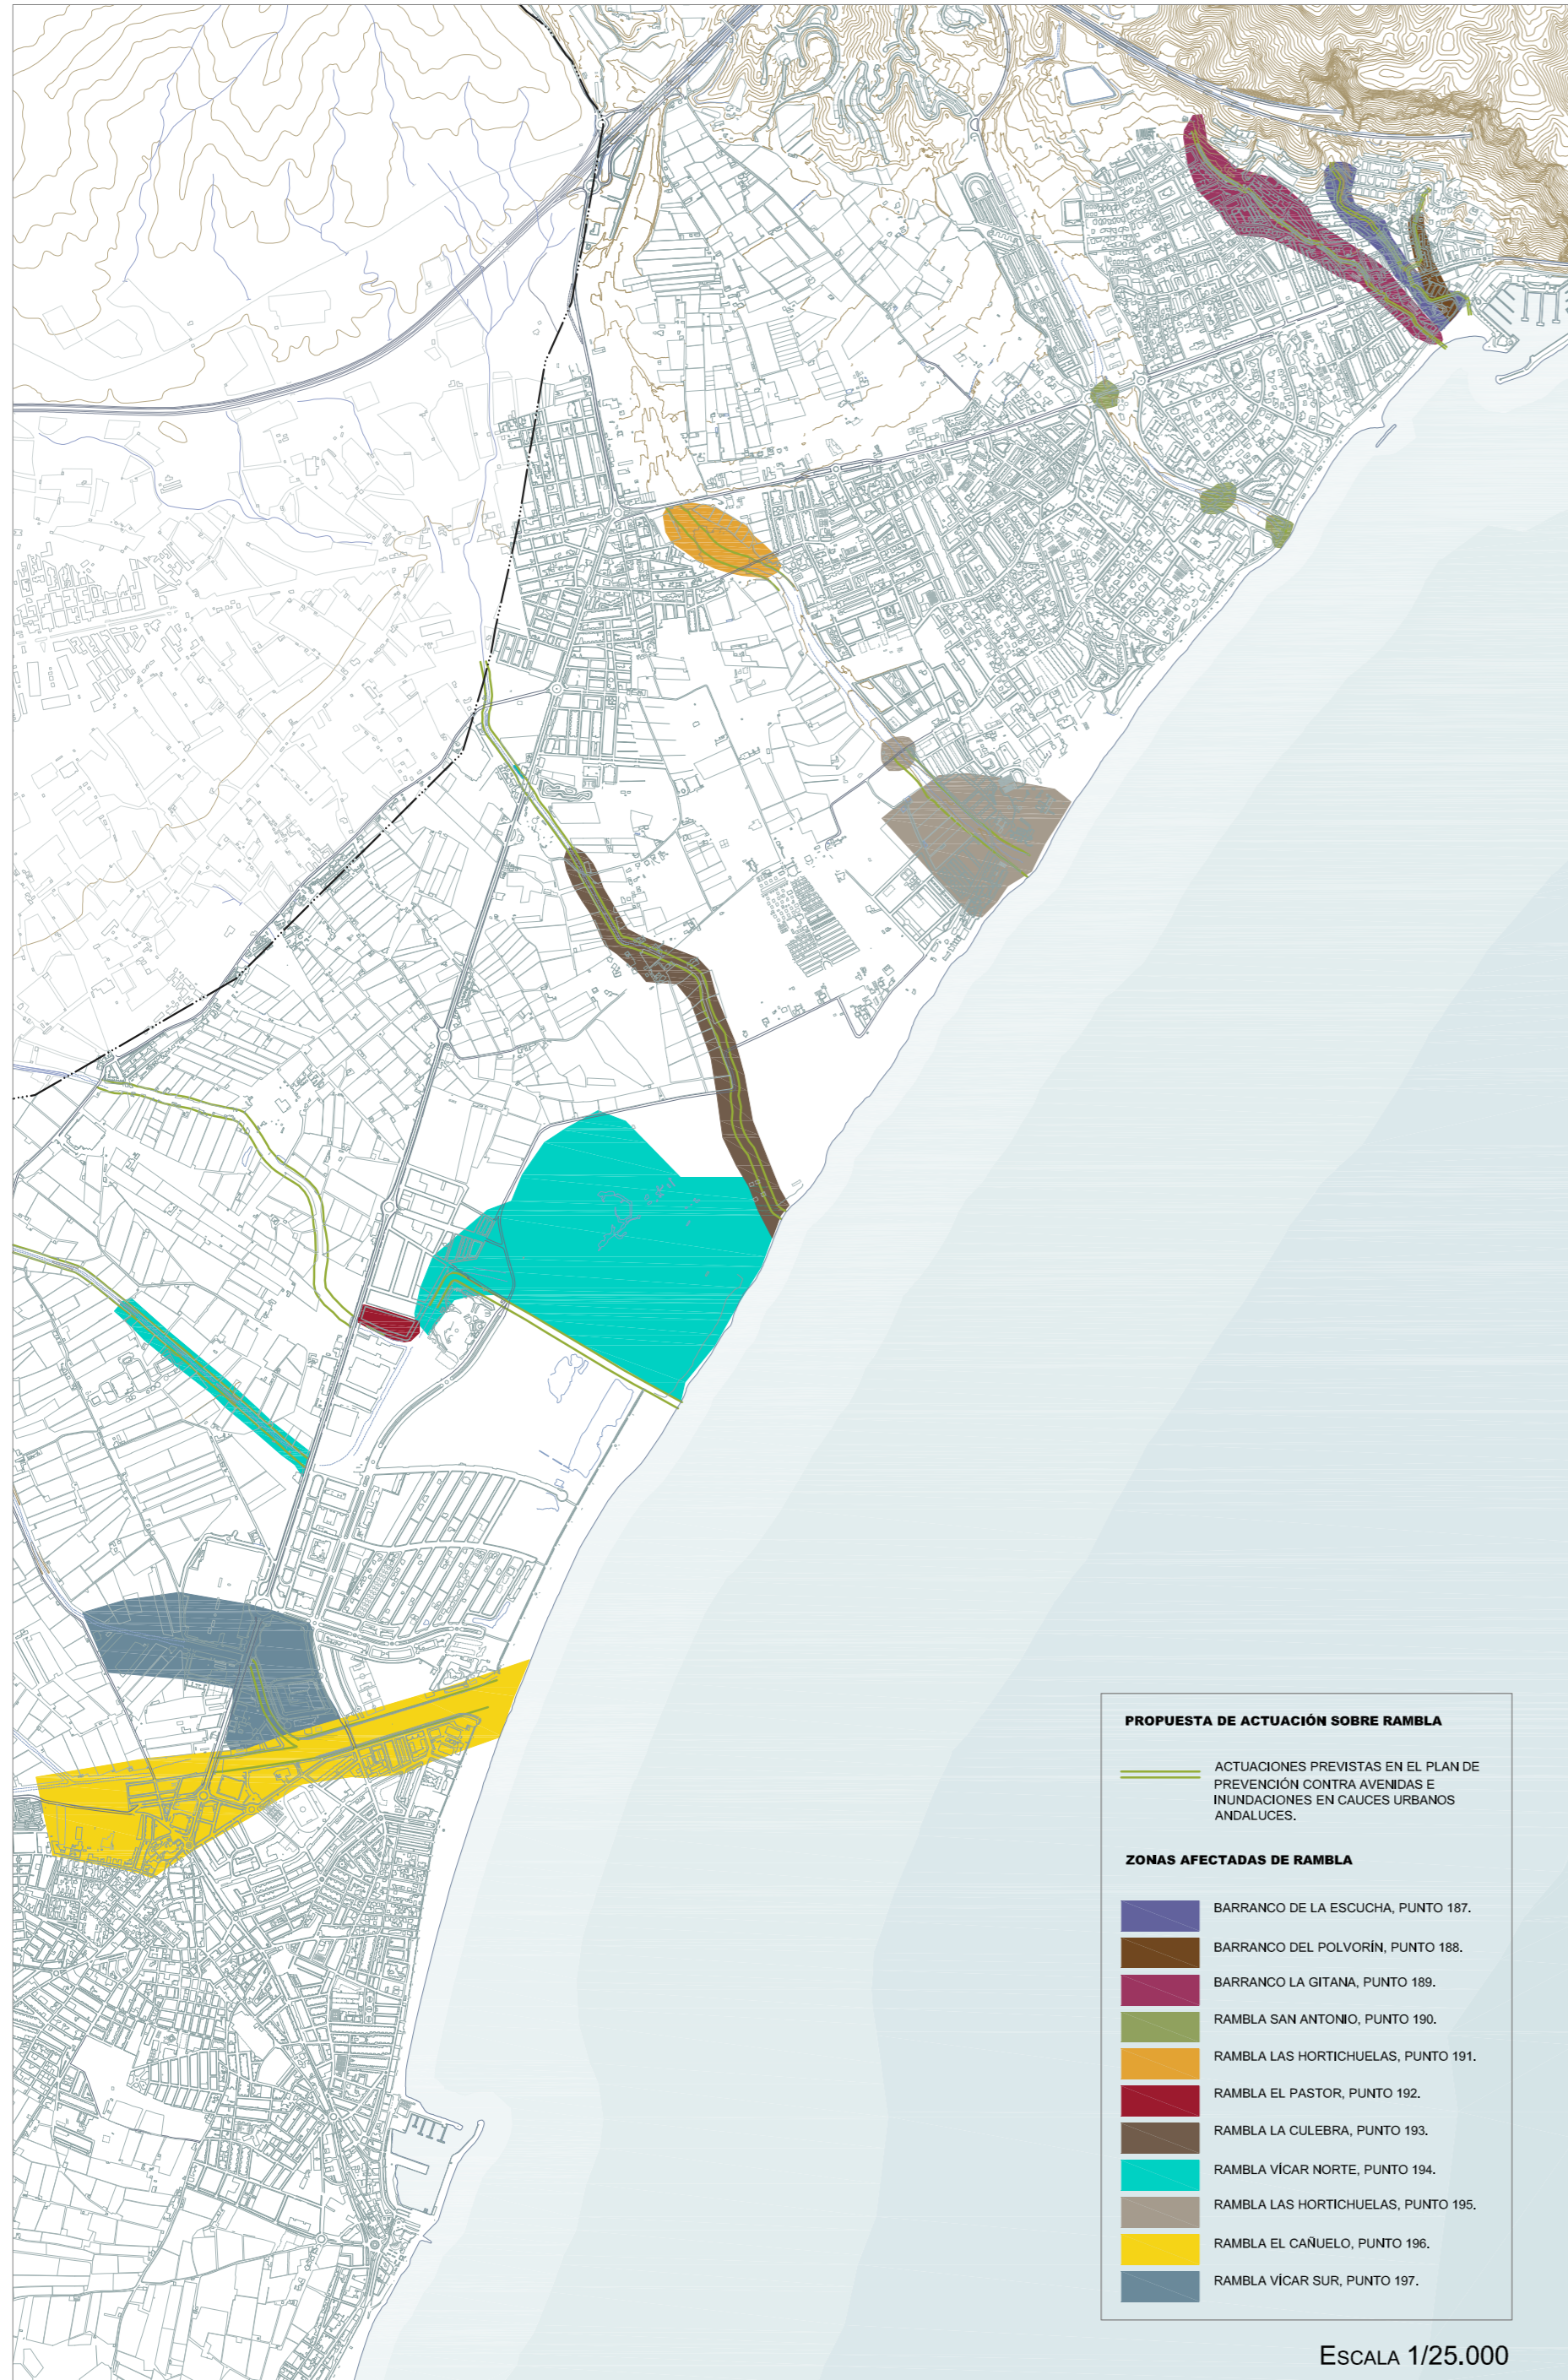 PROPUESTA DE ACTUACIÓN SOBRE RAMBLA
ACTUACIONES PREVISTAS EN EL PLAN DE
PREVENCIÓN CONTRA AVENIDAS E
INUNDACIONES EN CAUCES URBANOS
ANDALUCES.
ZONAS AFECTADAS DE RAMBLA
BARRANCO DE LA ESCUCHA, PUNTO 187.
BARRANCO DEL POLVORÍN, PUNTO 188.
BARRANCO LA GITANA, PUNTO 189.
RAMBLA SAN ANTONIO, PUNTO 190.
RAMBLA LAS HORTICHUELAS, PUNTO 191.
RAMBLA EL PASTOR, PUNTO 192.
RAMBLA LA CULEBRA, PUNTO 193.
RAMBLA VÍCAR NORTE, PUNTO 194.
RAMBLA LAS HORTICHUELAS, PUNTO 195.
RAMBLA EL CAÑUELO, PUNTO 196.
RAMBLA VÍCAR SUR, PUNTO 197.
ESCALA 1/25.000